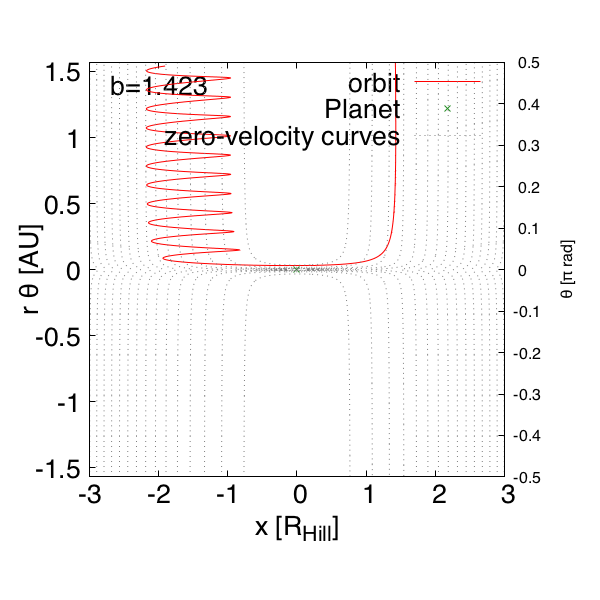 b=1.423
orbit
Planet
zero-velocity curves
1.5
1
0.5
0
-0.5
-1
-1.5
r θ [AU]
0.5
0.4
0.3
0.2
0.1
0
-0.1
-0.2
-0.3
-0.4
-0.5
θ [π rad]
-3 -2 -1 0 1 2 3
x [R_Hill]